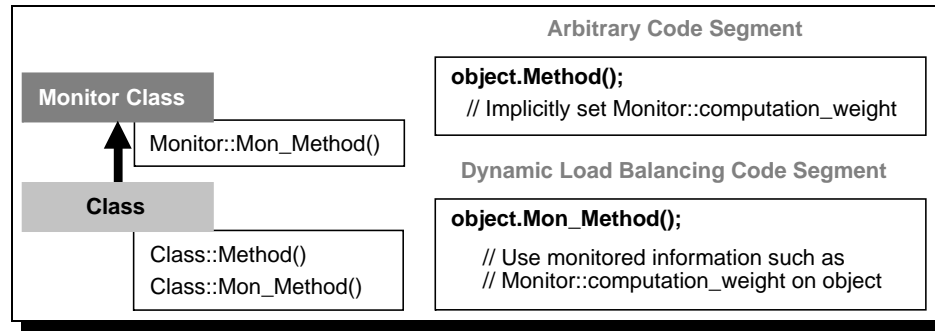 Monitor Class
Monitor::Mon_Method()
Class
Class::Method()
Class::Mon_Method()
Arbitrary Code Segment
object.Method();
// Implicitly set Monitor::computation_weight
Dynamic Load Balancing Code Segment
object.Mon_Method();
// Use monitored information such as
// Monitor::computation_weight on object